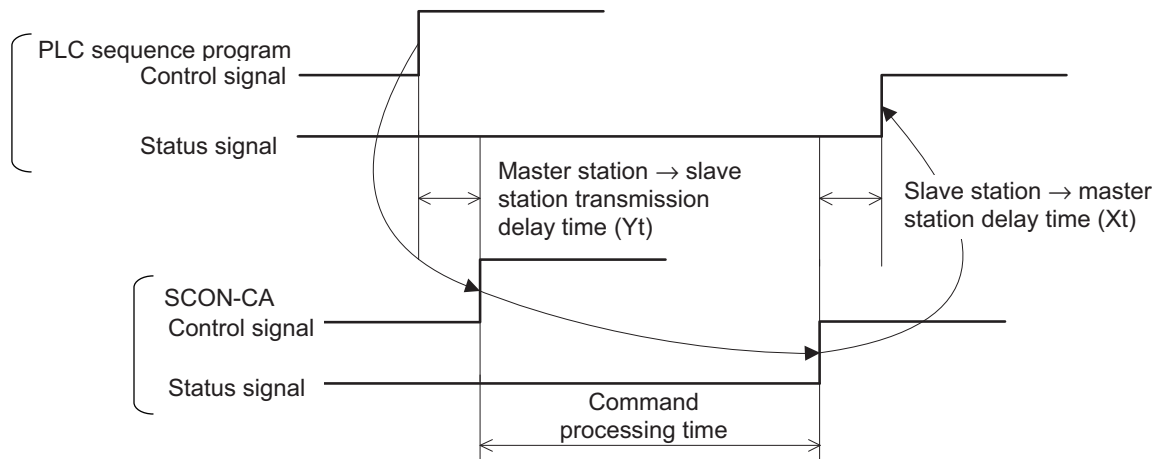 PLC sequence program
Control signal
Status signal
Master station → slave
station transmission
delay time (Yt)
Slave station → master
station delay time (Xt)
SCON-CA
Control signal
Status signal
Command
processing time